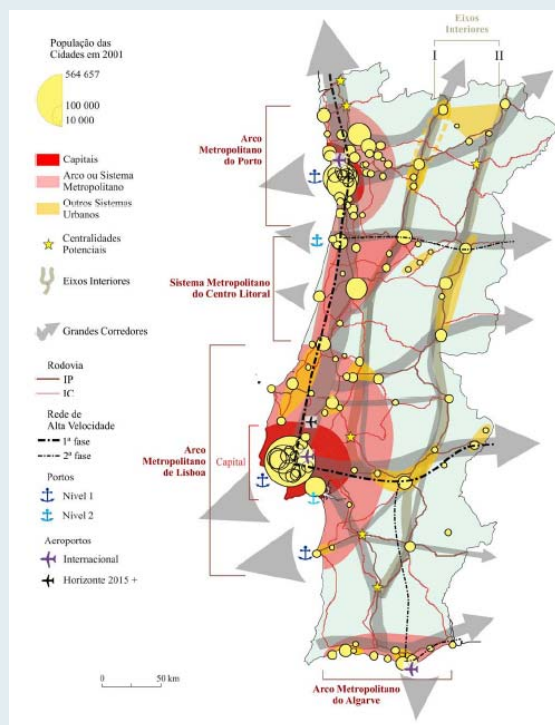 População das
Cidades em 2001
564 657
100 000
10 000
Capitais
Arco ou Sistema
Metropolitano
Outros Sistemas
Urbanos
Centralidades
Potenciais
Eixos Interiores
Grandes Corredores
Rodovia
IP
IC
Rede de
Alta Velocidade
1ª fase
2ª fase
Portos
Nível 1
Nível 2
Aeroportos
Internacional
Horizonte 2015 +
0 50 km
Eixos
Interiores
I II
Arco
Metropolitano
do Porto
Sistema Metropolitano
do Centro Litoral
Arco
Metropolitano
de Lisboa
Capital
Arco Metropolitano
do Algarve